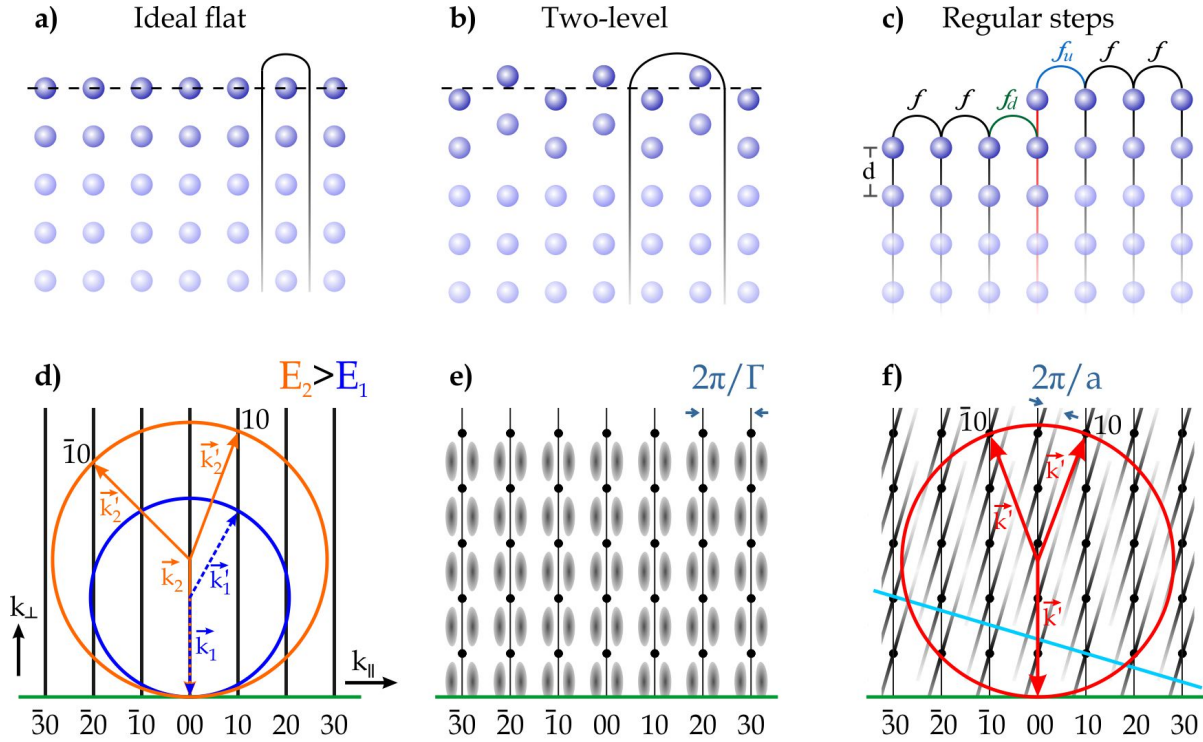 a) Ideal flat
b) Two-level
c) Regular steps
f f f_d f_u f f
d
d) E₂>E₁
1̅0 10
k⃗'₂ k⃗'₂
k⃗₂ k⃗'₁
k⃗₁
k⊥
k∥
3̅0 2̅0 1̅0 00 10 20 30
e) 2π/Γ
3̅0 2̅0 1̅0 00 10 20 30
f) 2π/a
1̅0 10
k⃗' k⃗'
k⃗'
3̅0 2̅0 1̅0 00 10 20 30